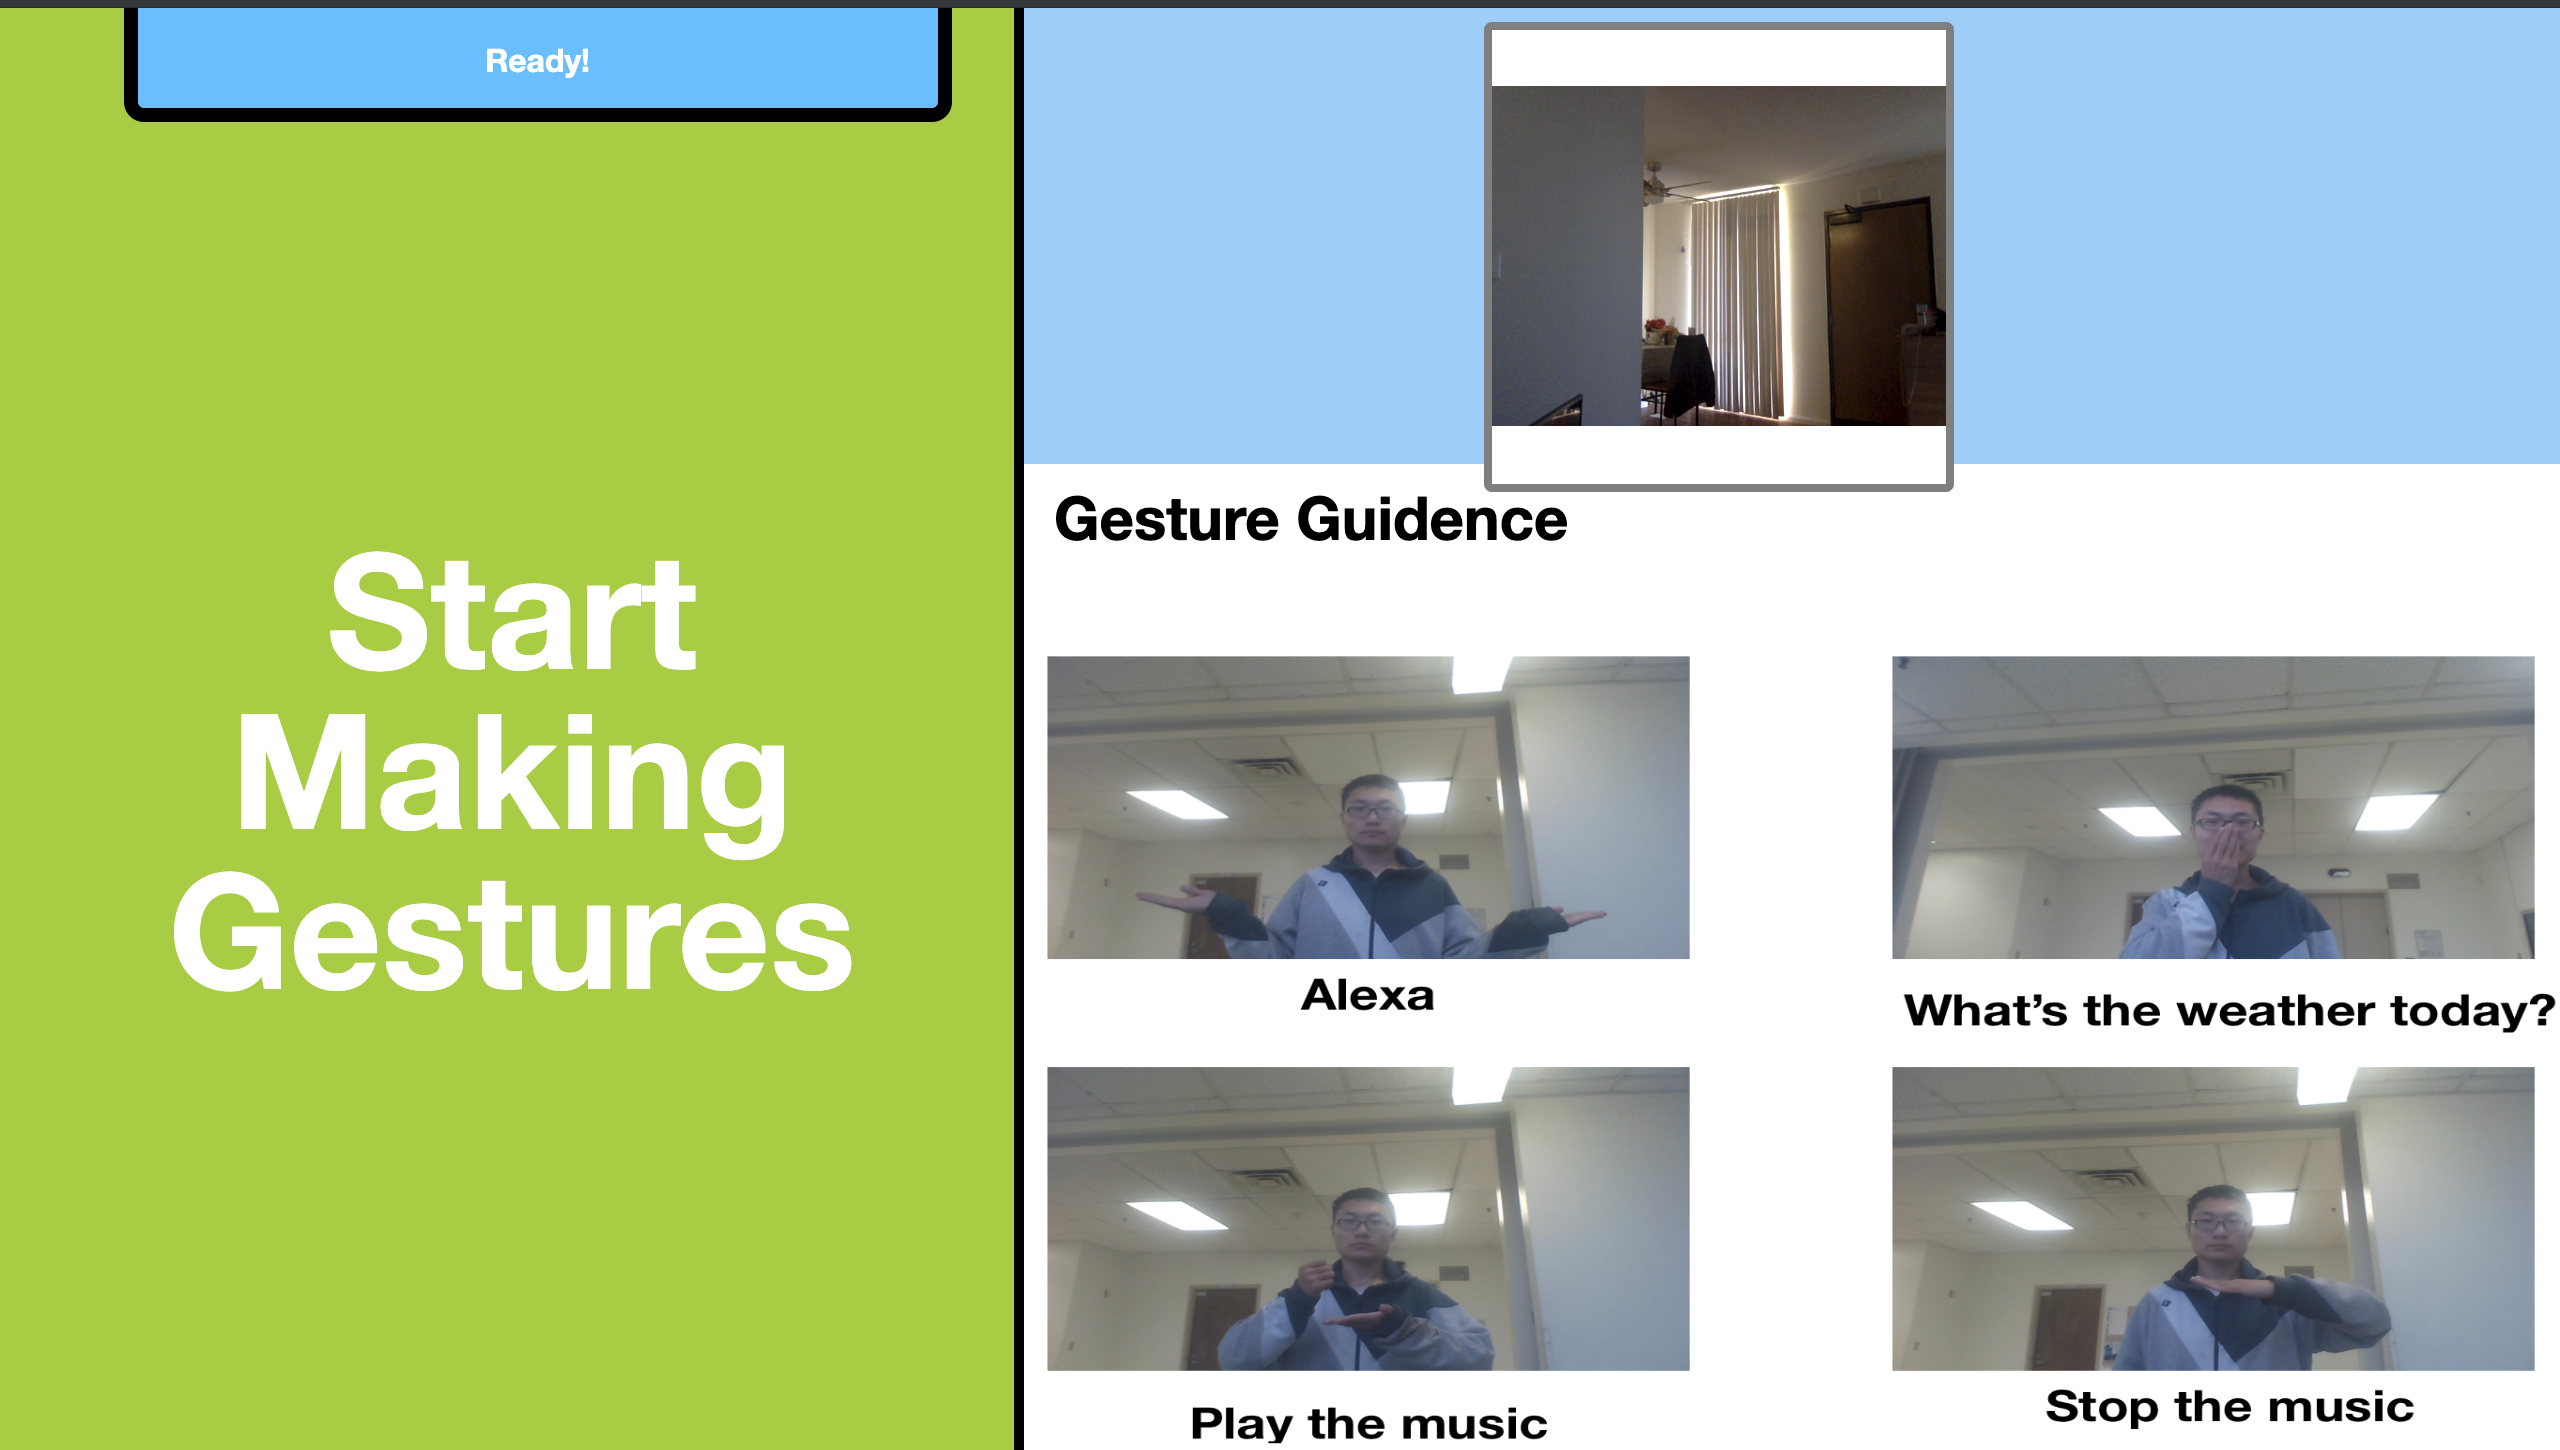 Ready!
Start
Making
Gestures
Gesture Guidence
Alexa
What’s the weather today?
Play the music
Stop the music